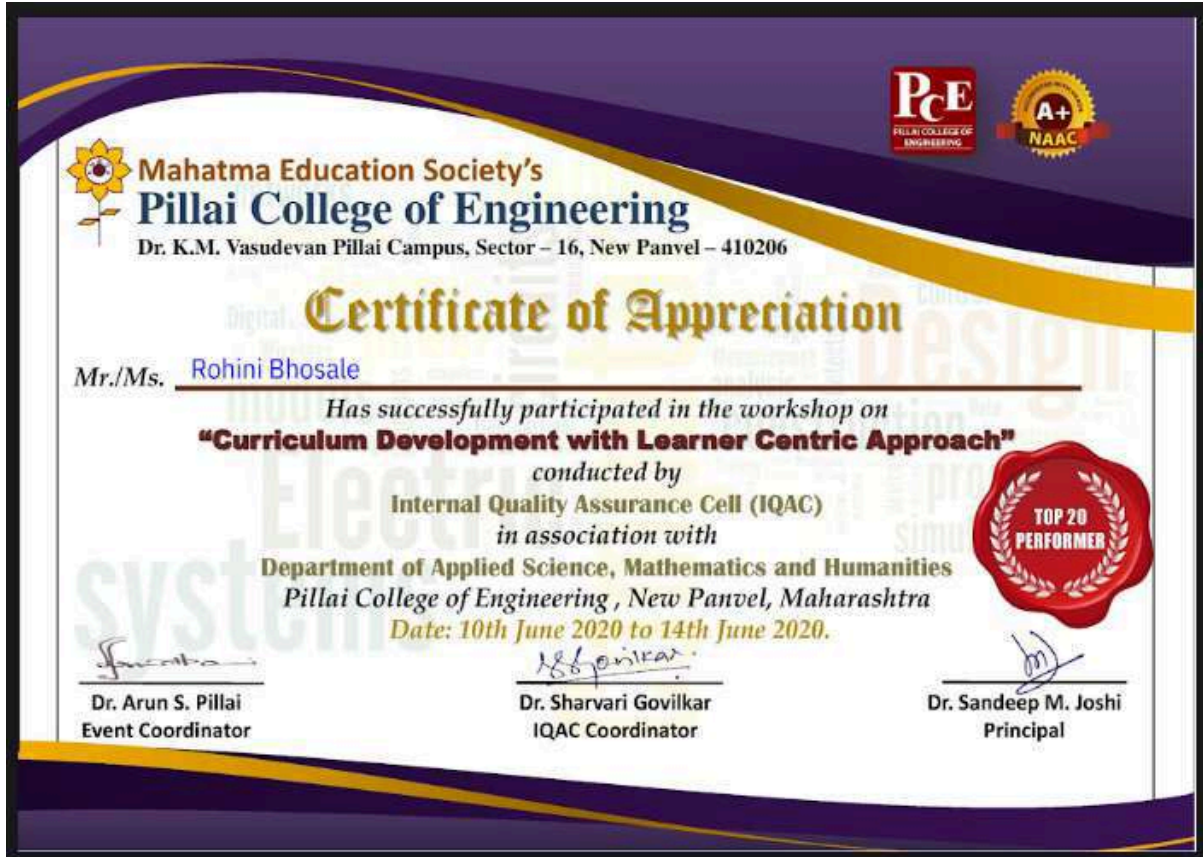 PCE
PILLAI COLLEGE OF
ENGINEERING
A+
NAAC
Mahatma Education Society's
Pillai College of Engineering
Dr. K.M. Vasudevan Pillai Campus, Sector – 16, New Panvel – 410206
Certificate of Appreciation
Mr./Ms. Rohini Bhosale
Has successfully participated in the workshop on
“Curriculum Development with Learner Centric Approach”
conducted by
Internal Quality Assurance Cell (IQAC)
in association with
Department of Applied Science, Mathematics and Humanities
Pillai College of Engineering , New Panvel, Maharashtra
Date: 10th June 2020 to 14th June 2020.
TOP 20
PERFORMER
Dr. Arun S. Pillai
Event Coordinator
Dr. Sharvari Govilkar
IQAC Coordinator
Dr. Sandeep M. Joshi
Principal
Digital
Design
Electr
systems